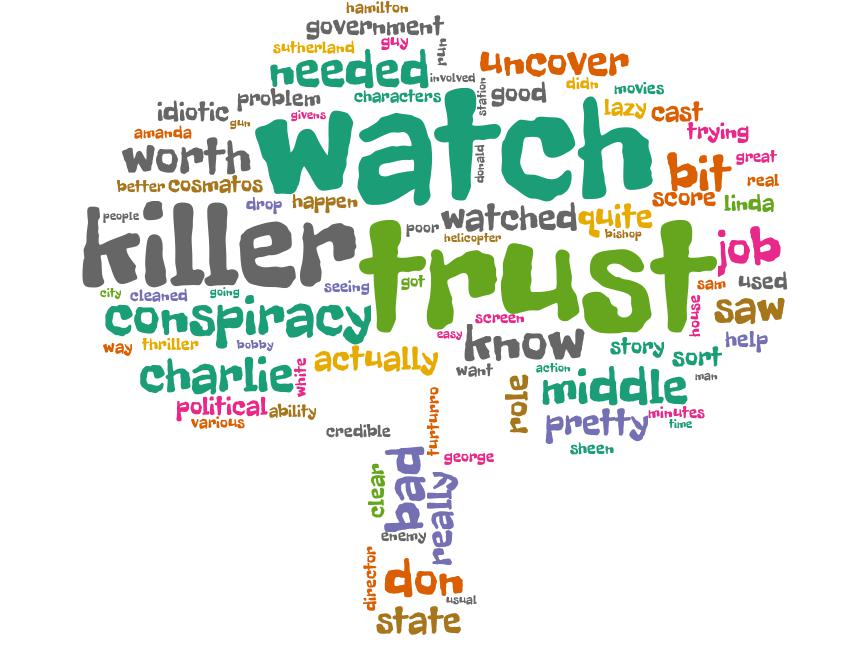 hamilton
government
sutherland guy run
needed involved uncover
problem characters station good didn movies
idiotic gun givens lazy cast
amanda watch trying
worth donald bit great
better cosmatos real
drop happen score linda
people killer poor watched quite
helicopter bishop
trust job
city cleaned going seeing got sam used
conspiracy screen house saw
way thriller bobby easy know story help
charlie white actually want action sort
political ability role middle man
various pretty minutes
time
credible turturro sheen
george
clear bad really
enemy
director don
usual
state